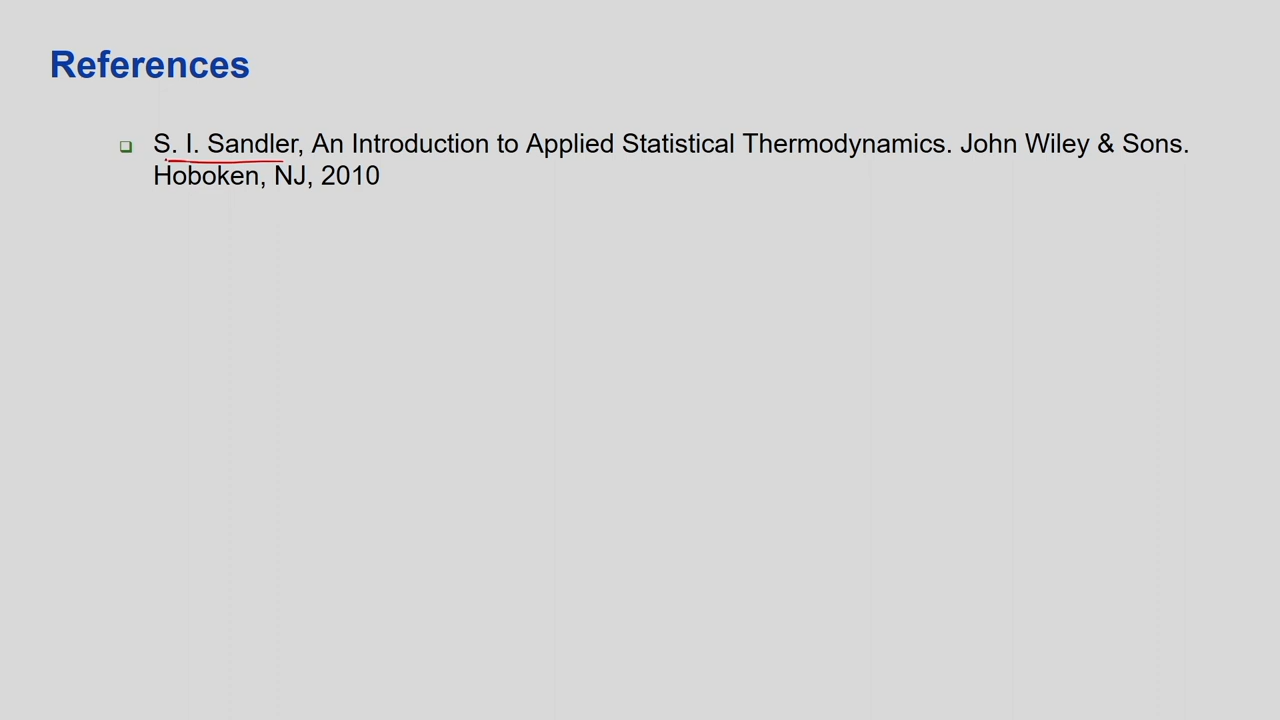 References
S. I. Sandler, An Introduction to Applied Statistical Thermodynamics. John Wiley & Sons.
Hoboken, NJ, 2010